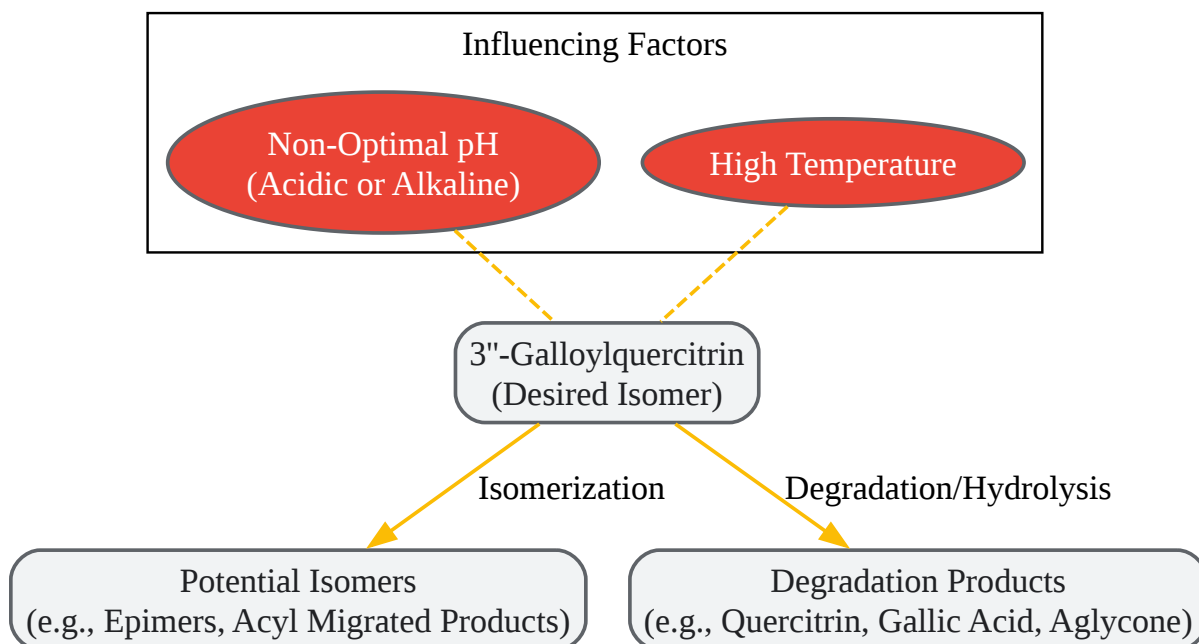 Influencing Factors
Non-Optimal pH
(Acidic or Alkaline)
High Temperature
3"-Galloylquercitrin
(Desired Isomer)
Isomerization
Degradation/Hydrolysis
Potential Isomers
(e.g., Epimers, Acyl Migrated Products)
Degradation Products
(e.g., Quercitrin, Gallic Acid, Aglycone)